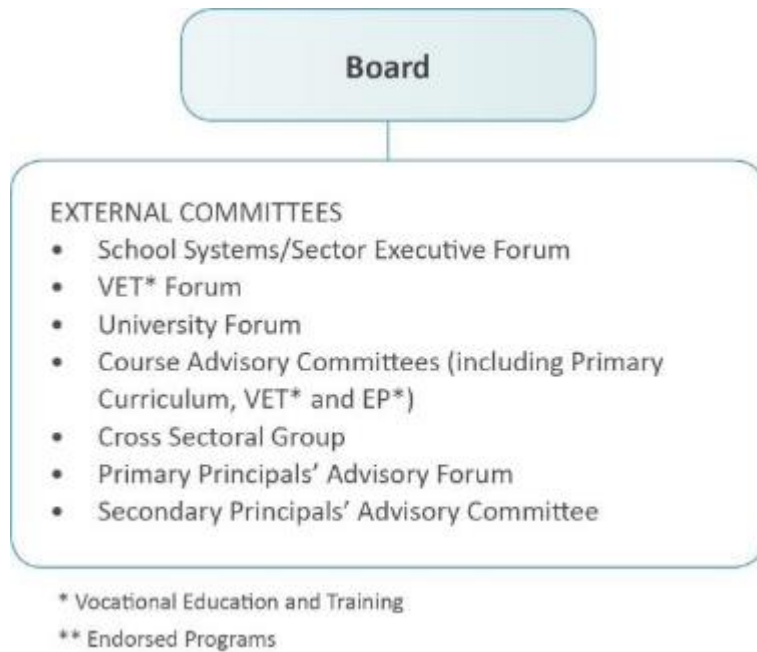 Board
EXTERNAL COMMITTEES
• School Systems/Sector Executive Forum
• VET* Forum
• University Forum
• Course Advisory Committees (including Primary
Curriculum, VET* and EP*)
• Cross Sectoral Group
• Primary Principals’ Advisory Forum
• Secondary Principals’ Advisory Committee
* Vocational Education and Training
** Endorsed Programs